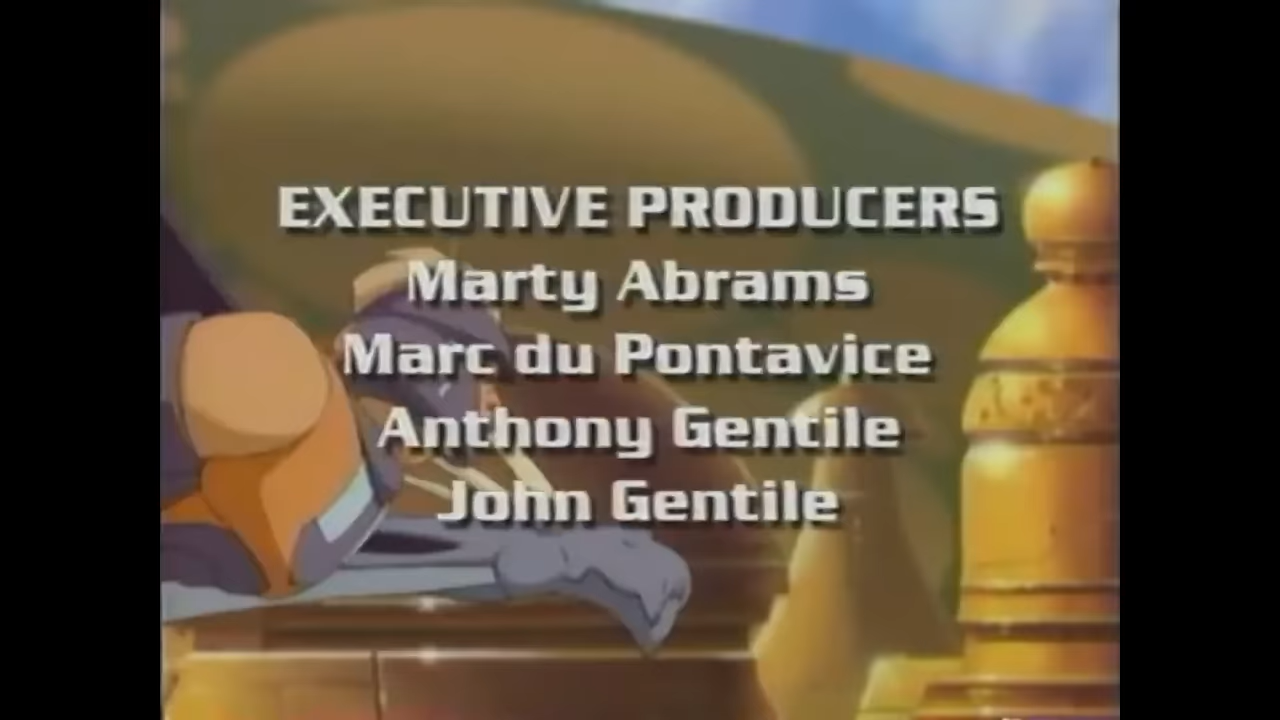 EXECUTIVE PRODUCERS
Marty Abrams
Marc du Pontavice
Anthony Gentile
John Gentile